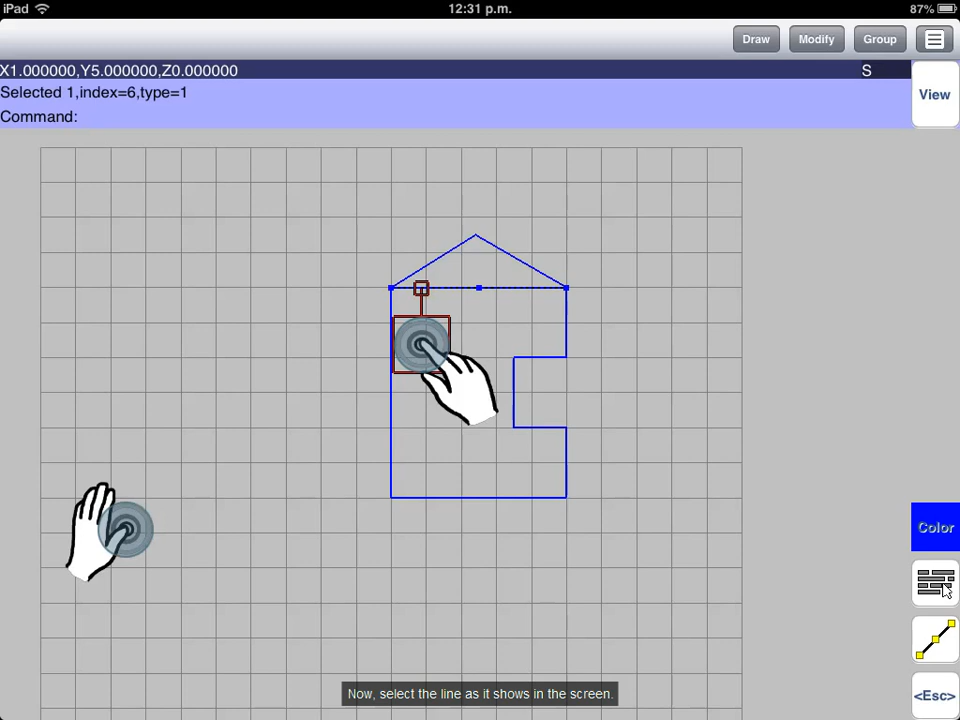 iPad 12:31 p.m. 87%
Draw Modify Group
X1.000000,Y5.000000,Z0.000000 S
Selected 1,index=6,type=1
View
Command:
Color
<Esc>
Now, select the line as it shows in the screen.